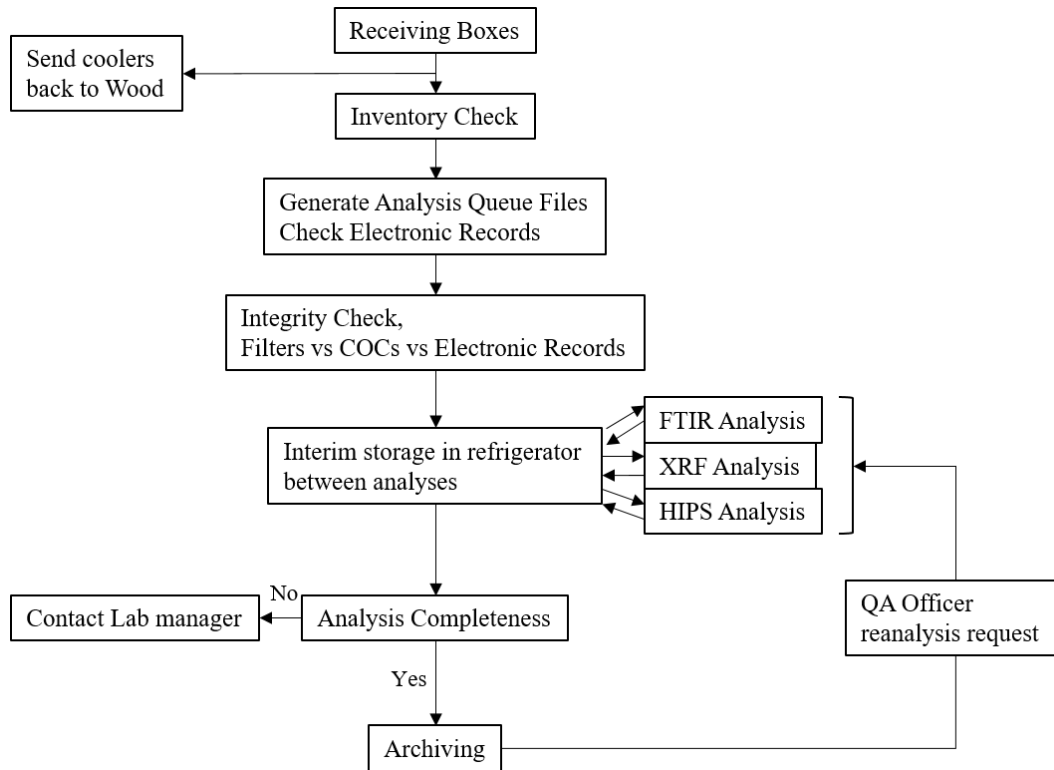 Receiving Boxes
Send coolers
back to Wood
Inventory Check
Generate Analysis Queue Files
Check Electronic Records
Integrity Check,
Filters vs COCs vs Electronic Records
Interim storage in refrigerator
between analyses
FTIR Analysis
XRF Analysis
HIPS Analysis
QA Officer
reanalysis request
No
Contact Lab manager
Analysis Completeness
Yes
Archiving